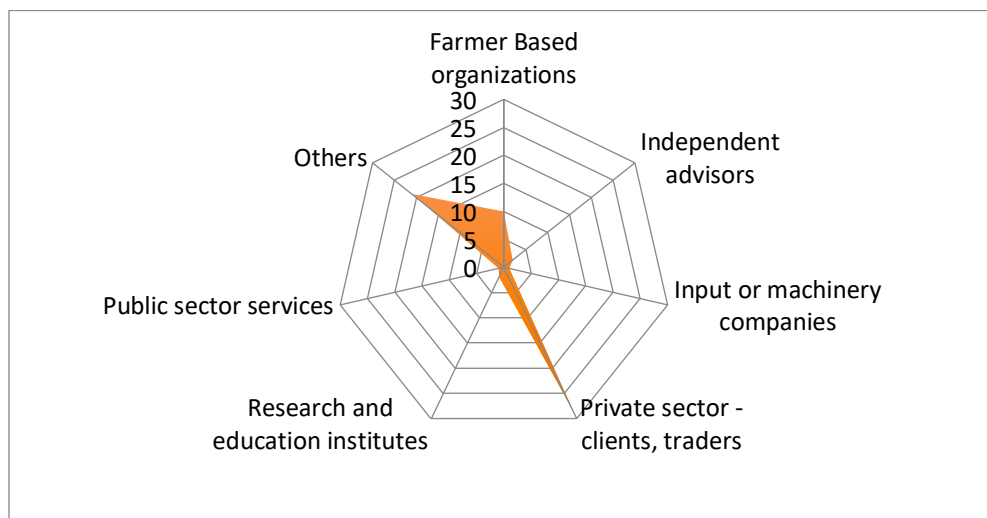 Farmer Based
organizations
30
25
20
15
10
5
0
Independent
advisors
Input or machinery
companies
Private sector -
clients, traders
Research and
education institutes
Public sector services
Others